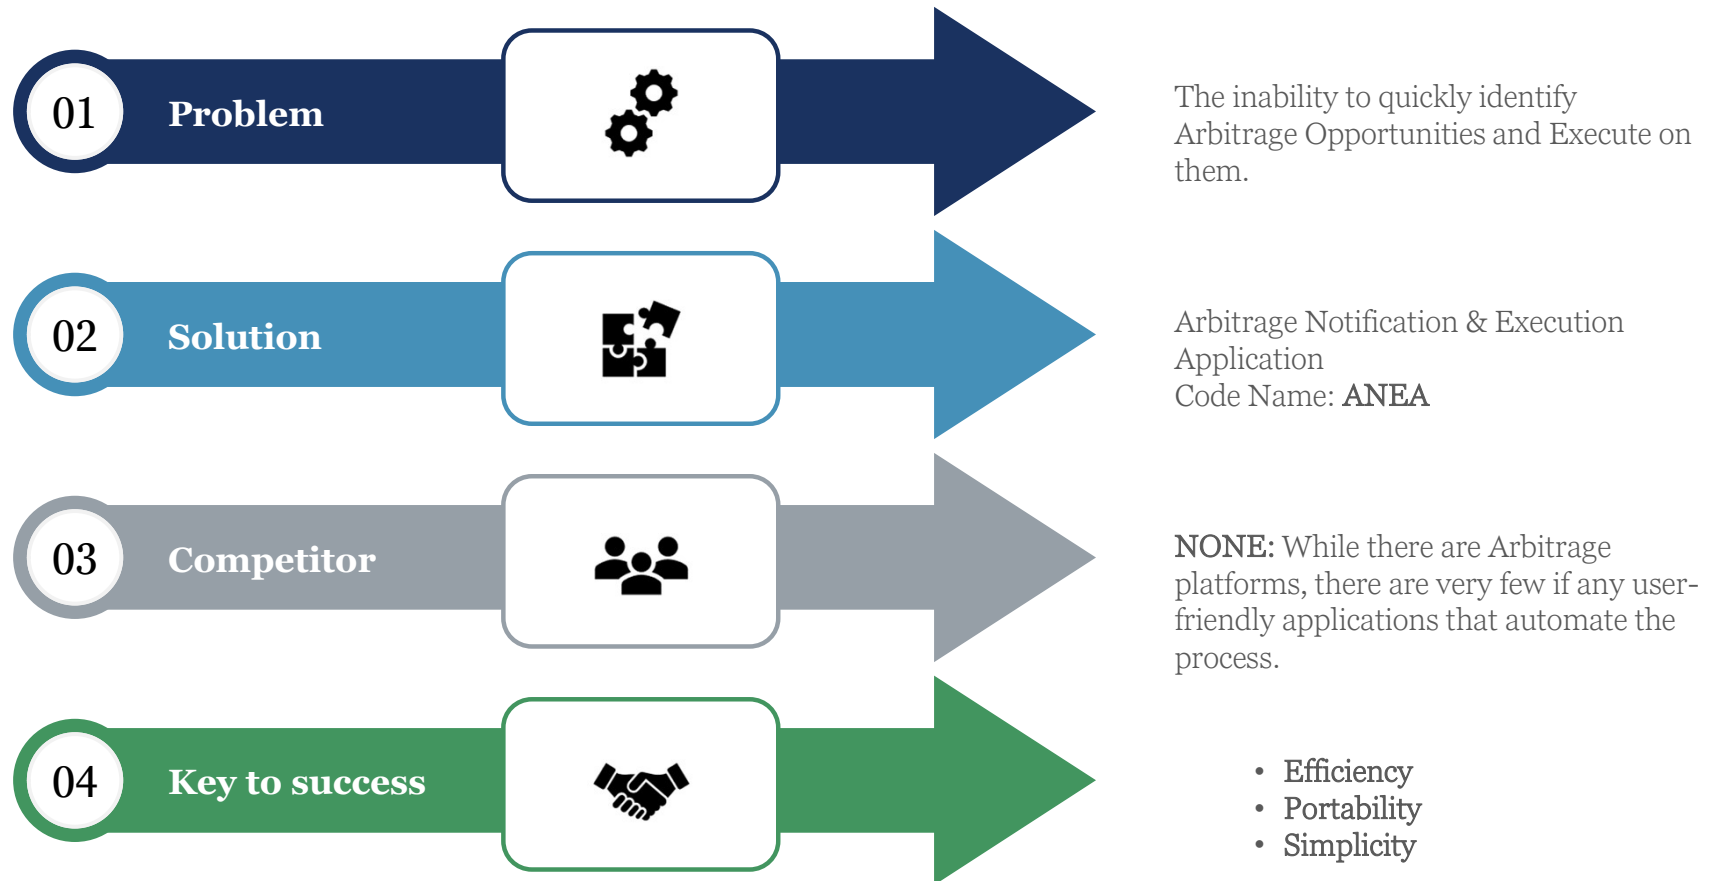 01
Problem
The inability to quickly identify
Arbitrage Opportunities and Execute on
them.
02
Solution
Arbitrage Notification & Execution
Application
Code Name: ANEA
03
Competitor
NONE: While there are Arbitrage
platforms, there are very few if any user-
friendly applications that automate the
process.
04
Key to success
• Efficiency
• Portability
• Simplicity